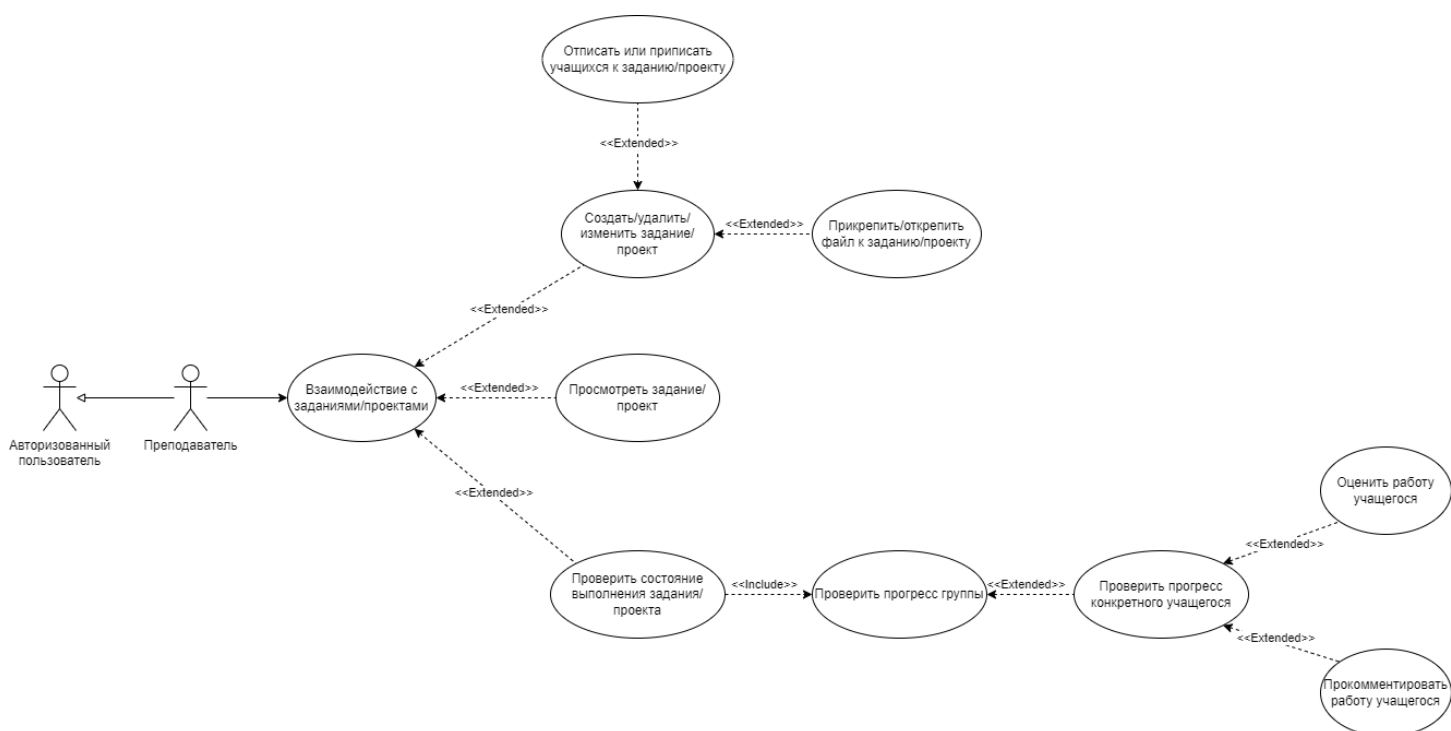 Отписать или приписать
учащихся к заданию/проекту
<<Extended>>
Создать/удалить/
изменить задание/
проект
<<Extended>>
Прикрепить/открепить
файл к заданию/проекту
<<Extended>>
Авторизованный
пользователь
Преподаватель
Взаимодействие с
заданиями/проектами
<<Extended>>
Просмотреть задание/
проект
<<Extended>>
Проверить состояние
выполнения задания/
проекта
<<Include>>
Проверить прогресс группы
<<Extended>>
Проверить прогресс
конкретного учащегося
<<Extended>>
Оценить работу
учащегося
<<Extended>>
Прокомментировать
работу учащегося